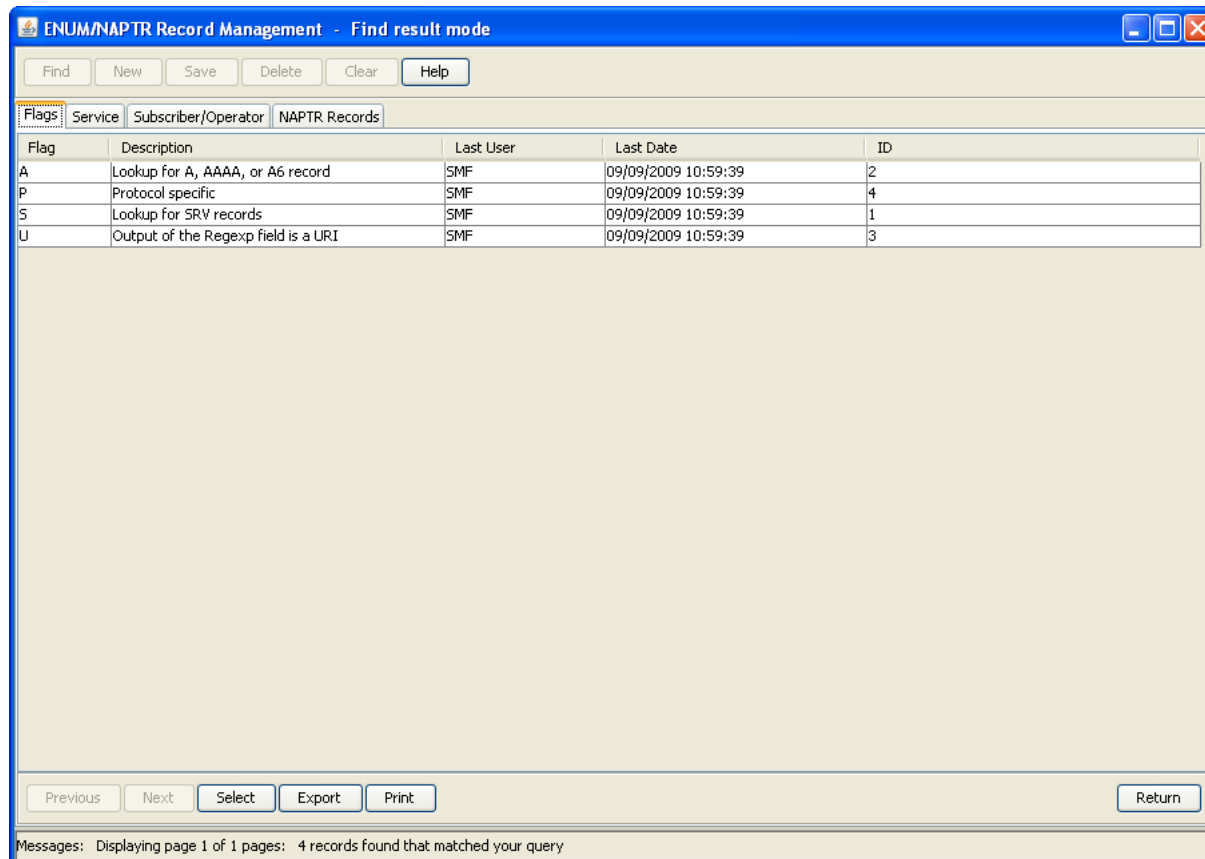 ENUM/NAPTR Record Management - Find result mode
Find New Save Delete Clear Help
Flags Service Subscriber/Operator NAPTR Records
Flag Description Last User Last Date ID
A Lookup for A, AAAA, or A6 record SMF 09/09/2009 10:59:39 2
P Protocol specific SMF 09/09/2009 10:59:39 4
S Lookup for SRV records SMF 09/09/2009 10:59:39 1
U Output of the Regexp field is a URI SMF 09/09/2009 10:59:39 3
Previous Next Select Export Print Return
Messages: Displaying page 1 of 1 pages: 4 records found that matched your query